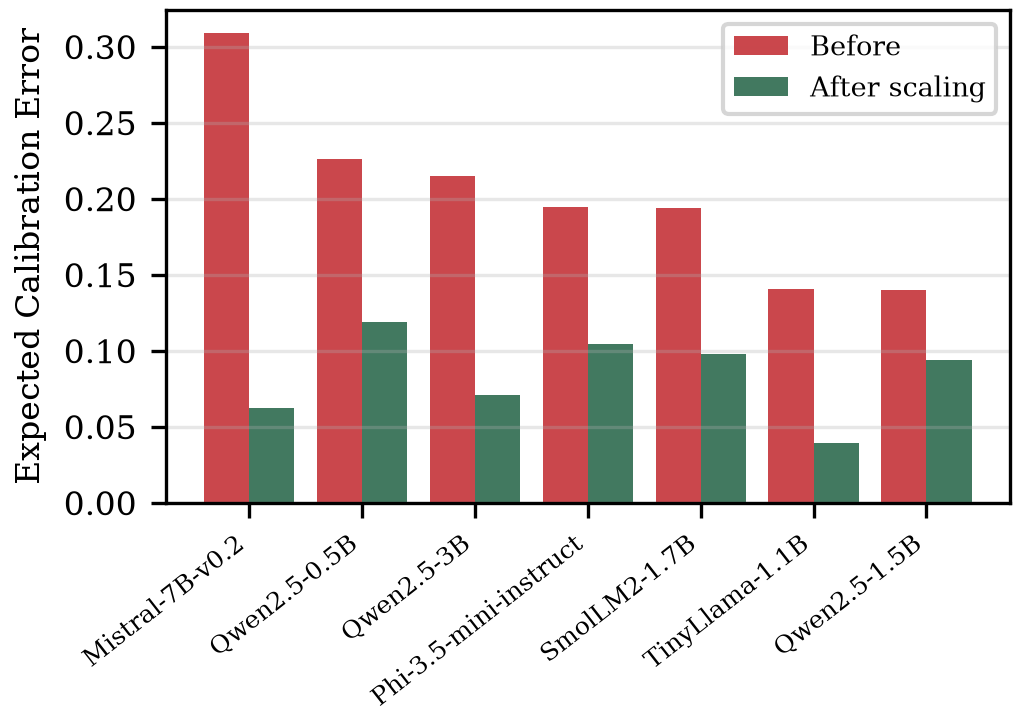 Expected Calibration Error
0.30
0.25
0.20
0.15
0.10
0.05
0.00
Before
After scaling
Mistral-7B-v0.2
Qwen2.5-0.5B
Qwen2.5-3B
Phi-3.5-mini-instruct
SmolLM2-1.7B
TinyLlama-1.1B
Qwen2.5-1.5B